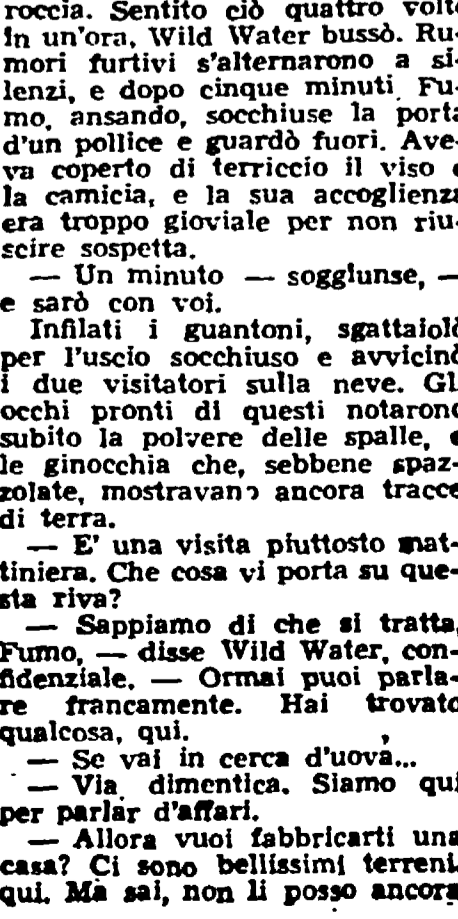 roccia. Sentito ciò quattro volt
in un'ora, Wild Water bussò. Ru-
mori furtivi s'alternarono a si-
lenzi, e dopo cinque minuti Fu-
mo, ansando, socchiuse la porta
d'un pollice e guardò fuori. Ave-
va coperto di terriccio il viso e
la camicia, e la sua accoglienza
era troppo gioviale per non riu-
scire sospetta.
— Un minuto — soggiunse, —
e sarò con voi.
Infilati i guantoni, sgattaiolò
per l'uscio socchiuso e avvicinò
i due visitatori sulla neve. Gl
occhi pronti di questi notarono
subito la polvere delle spalle, e
le ginocchia che, sebbene spaz-
zolate, mostravano ancora tracce
di terra.
— E' una visita piuttosto mat-
tiniera. Che cosa vi porta su que-
sta riva?
— Sappiamo di che si tratta,
Fumo, — disse Wild Water, con-
fidenziale. — Ormai puoi parla-
re francamente. Hai trovato
qualcosa, qui.
— Se vai in cerca d'uova...
— Via, dimentica. Siamo qui
per parlar d'affari.
— Allora vuoi fabbricarti una
casa? Ci sono bellissimi terreni
qui. Ma sai, non li posso ancora